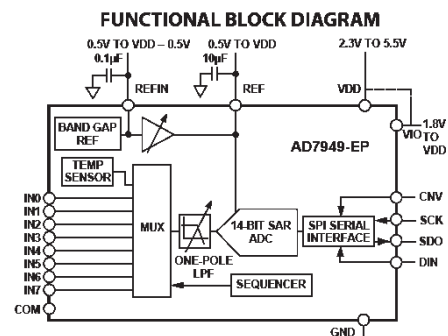 FUNCTIONAL BLOCK DIAGRAM
0.5V TO VDD – 0.5V
0.5V TO VDD
2.3V TO 5.5V
0.1µF
10µF
REFIN
REF
VDD
BAND GAP
REF
AD7949-EP
VIO
1.8V
TO
VDD
TEMP
SENSOR
IN0
IN1
IN2
IN3
IN4
IN5
IN6
IN7
COM
MUX
ONE-POLE
LPF
14-BIT SAR
ADC
SPI SERIAL
INTERFACE
SEQUENCER
CNV
SCK
SDO
DIN
GND